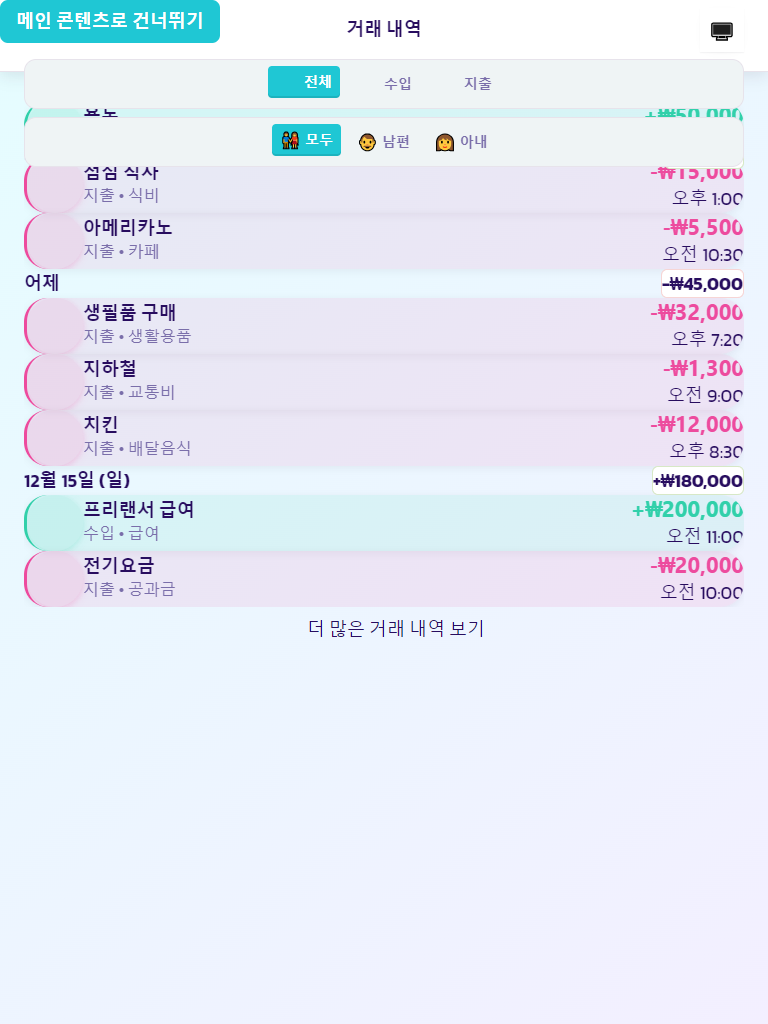 메인 콘텐츠로 건너뛰기
거래 내역
전체 수입 지출
+₩50,000
모두 남편 아내
점심 식사 -₩15,000
지출 • 식비 오후 1:00
아메리카노 -₩5,500
지출 • 카페 오전 10:30
어제 -₩45,000
생필품 구매 -₩32,000
지출 • 생활용품 오후 7:20
지하철 -₩1,300
지출 • 교통비 오전 9:00
치킨 -₩12,000
지출 • 배달음식 오후 8:30
12월 15일 (일) +₩180,000
프리랜서 급여 +₩200,000
수입 • 급여 오전 11:00
전기요금 -₩20,000
지출 • 공과금 오전 10:00
더 많은 거래 내역 보기